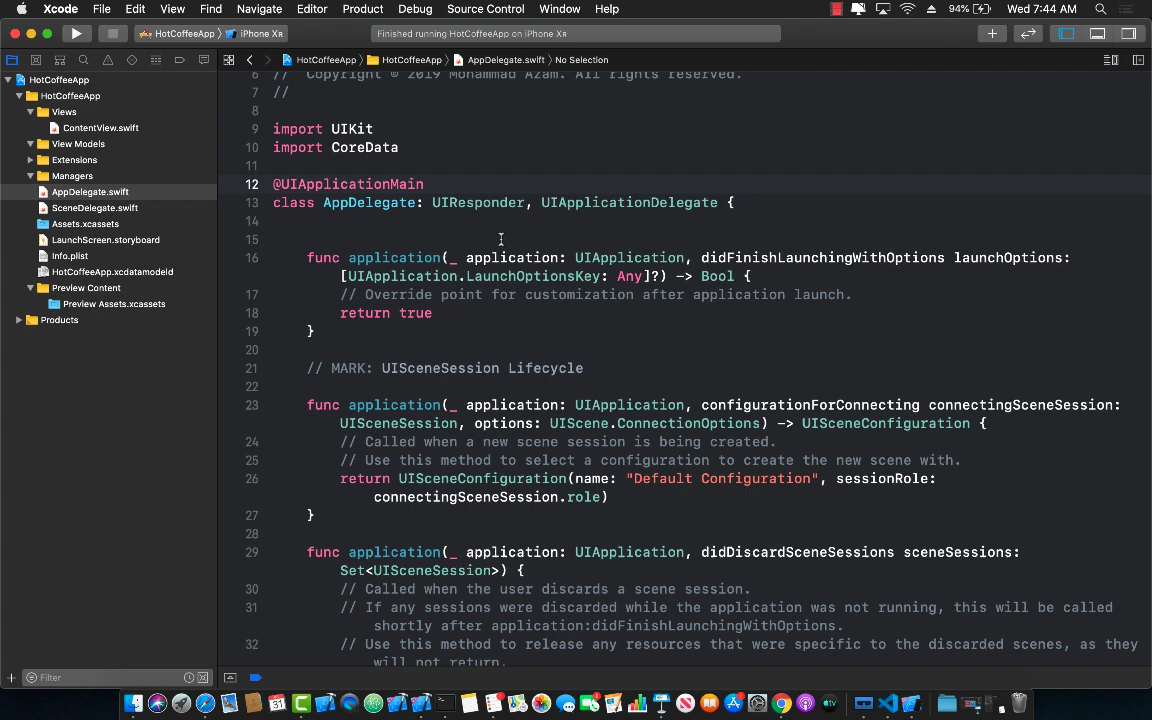 Xcode File Edit View Find Navigate Editor Product Debug Source Control Window Help 94% Wed 7:44 AM
HotCoffeeApp iPhone Xʀ Finished running HotCoffeeApp on iPhone Xʀ
HotCoffeeApp HotCoffeeApp AppDelegate.swift No Selection
HotCoffeeApp
HotCoffeeApp
Views
ContentView.swift
View Models
Extensions
Managers
AppDelegate.swift
SceneDelegate.swift
Assets.xcassets
LaunchScreen.storyboard
Info.plist
HotCoffeeApp.xcdatamodeld
Preview Content
Preview Assets.xcassets
Products
Filter
6 // Copyright © 2019 Mohammad Azam. All rights reserved.
7 //
8
9 import UIKit
10 import CoreData
11
12 @UIApplicationMain
13 class AppDelegate: UIResponder, UIApplicationDelegate {
14
15
16 func application(_ application: UIApplication, didFinishLaunchingWithOptions launchOptions:
[UIApplication.LaunchOptionsKey: Any]?) -> Bool {
17 // Override point for customization after application launch.
18 return true
19 }
20
21 // MARK: UISceneSession Lifecycle
22
23 func application(_ application: UIApplication, configurationForConnecting connectingSceneSession:
UISceneSession, options: UIScene.ConnectionOptions) -> UISceneConfiguration {
24 // Called when a new scene session is being created.
25 // Use this method to select a configuration to create the new scene with.
26 return UISceneConfiguration(name: "Default Configuration", sessionRole:
connectingSceneSession.role)
27 }
28
29 func application(_ application: UIApplication, didDiscardSceneSessions sceneSessions:
Set<UISceneSession>) {
30 // Called when the user discards a scene session.
31 // If any sessions were discarded while the application was not running, this will be called
shortly after application:didFinishLaunchingWithOptions.
32 // Use this method to release any resources that were specific to the discarded scenes, as they
will not return.